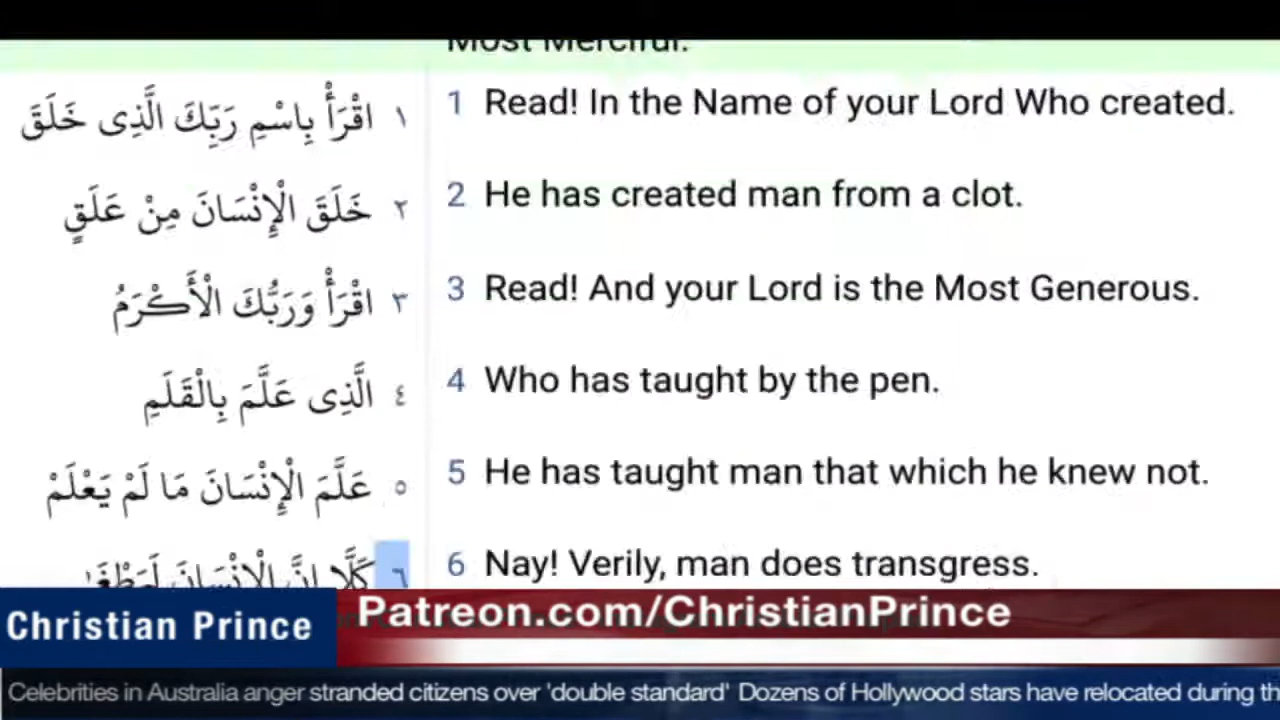 Most Merciful.
١ اقْرَأْ بِاسْمِ رَبِّكَ الَّذِى خَلَقَ
1 Read! In the Name of your Lord Who created.
٢ خَلَقَ الْإِنْسَانَ مِنْ عَلَقٍ
2 He has created man from a clot.
٣ اقْرَأْ وَرَبُّكَ الْأَكْرَمُ
3 Read! And your Lord is the Most Generous.
٤ الَّذِى عَلَّمَ بِالْقَلَمِ
4 Who has taught by the pen.
٥ عَلَّمَ الْإِنْسَانَ مَا لَمْ يَعْلَمْ
5 He has taught man that which he knew not.
٦ كَلَّا إِنَّ الْإِنْسَانَ لَيَطْغَىٰ
6 Nay! Verily, man does transgress.
Christian Prince
Patreon.com/ChristianPrince
Celebrities in Australia anger stranded citizens over 'double standard' Dozens of Hollywood stars have relocated during th